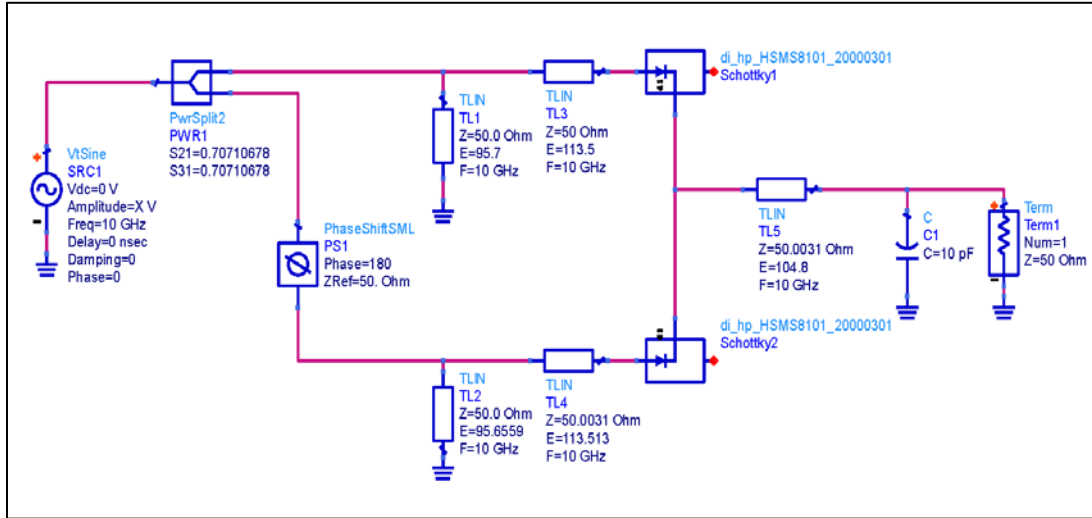 di_hp_HSMS8101_20000301
Schottky1
PwrSplit2
PWR1
S21=0.70710678
S31=0.70710678
TLIN
TL1
Z=50.0 Ohm
E=95.7
F=10 GHz
TLIN
TL3
Z=50 Ohm
E=113.5
F=10 GHz
VtSine
SRC1
Vdc=0 V
Amplitude=X V
Freq=10 GHz
Delay=0 nsec
Damping=0
Phase=0
PhaseShiftSML
PS1
Phase=180
ZRef=50. Ohm
TLIN
TL5
Z=50.0031 Ohm
E=104.8
F=10 GHz
C
C1
C=10 pF
Term
Term1
Num=1
Z=50 Ohm
di_hp_HSMS8101_20000301
Schottky2
TLIN
TL2
Z=50.0 Ohm
E=95.6559
F=10 GHz
TLIN
TL4
Z=50.0031 Ohm
E=113.513
F=10 GHz